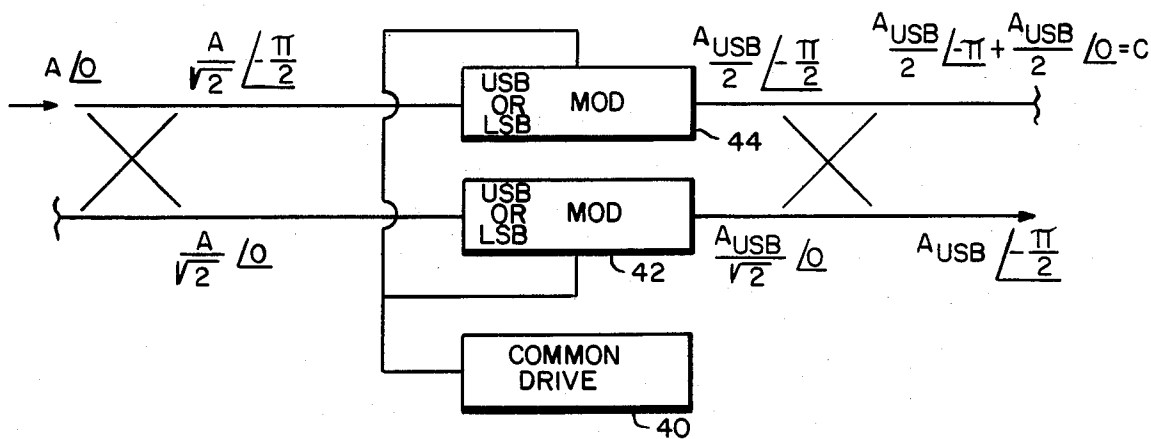 A ∠0
A/√2 ∠-π/2
USB OR LSB
MOD
44
A_USB/2 ∠-π/2
A_USB/2 ∠-π + A_USB/2 ∠0 = C
A/√2 ∠0
USB OR LSB
MOD
42
A_USB/√2 ∠0
A_USB ∠-π/2
COMMON
DRIVE
40